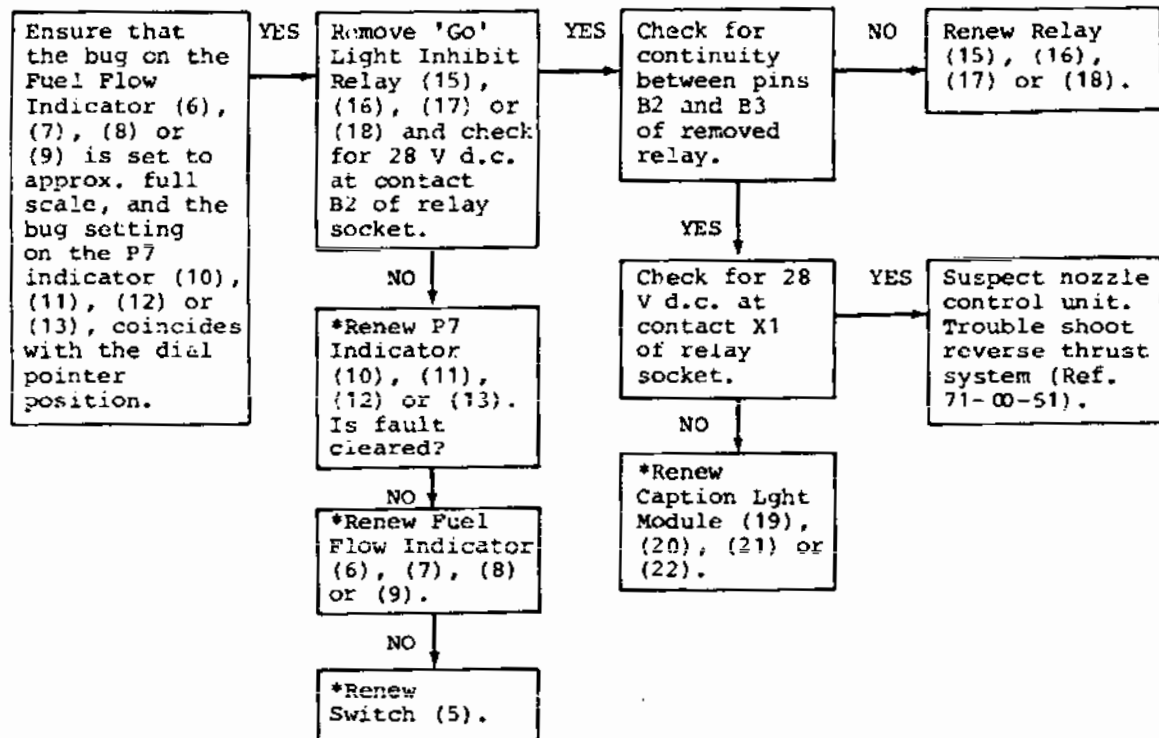 Ensure that
the bug on the
Fuel Flow
Indicator (6),
(7), (8) or
(9) is set to
approx. full
scale, and the
bug setting
on the P7
indicator (10),
(11), (12) or
(13), coincides
with the dial
pointer
position.
YES
Remove 'Go'
Light Inhibit
Relay (15),
(16), (17) or
(18) and check
for 28 V d.c.
at contact
B2 of relay
socket.
YES
Check for
continuity
between pins
B2 and B3
of removed
relay.
NO
Renew Relay
(15), (16),
(17) or (18).
YES
NO
Check for 28
V d.c. at
contact X1
of relay
socket.
YES
Suspect nozzle
control unit.
Trouble shoot
reverse thrust
system (Ref.
71-00-51).
*Renew P7
Indicator
(10), (11),
(12) or (13).
Is fault
cleared?
NO
*Renew
Caption Lght
Module (19),
(20), (21) or
(22).
NO
*Renew Fuel
Flow Indicator
(6), (7), (8)
or (9).
NO
*Renew
Switch (5).